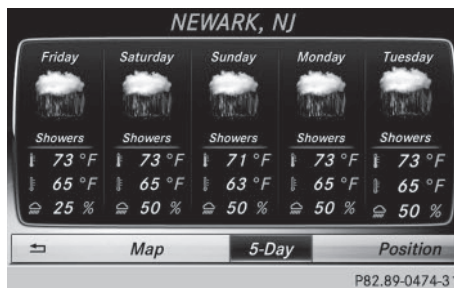 NEWARK, NJ
Friday Saturday Sunday Monday Tuesday
Showers Showers Showers Showers Showers
73 °F 73 °F 71 °F 73 °F 73 °F
65 °F 65 °F 63 °F 65 °F 65 °F
25 % 50 % 50 % 50 % 50 %
Map 5-Day Position
P82.89-0474-31